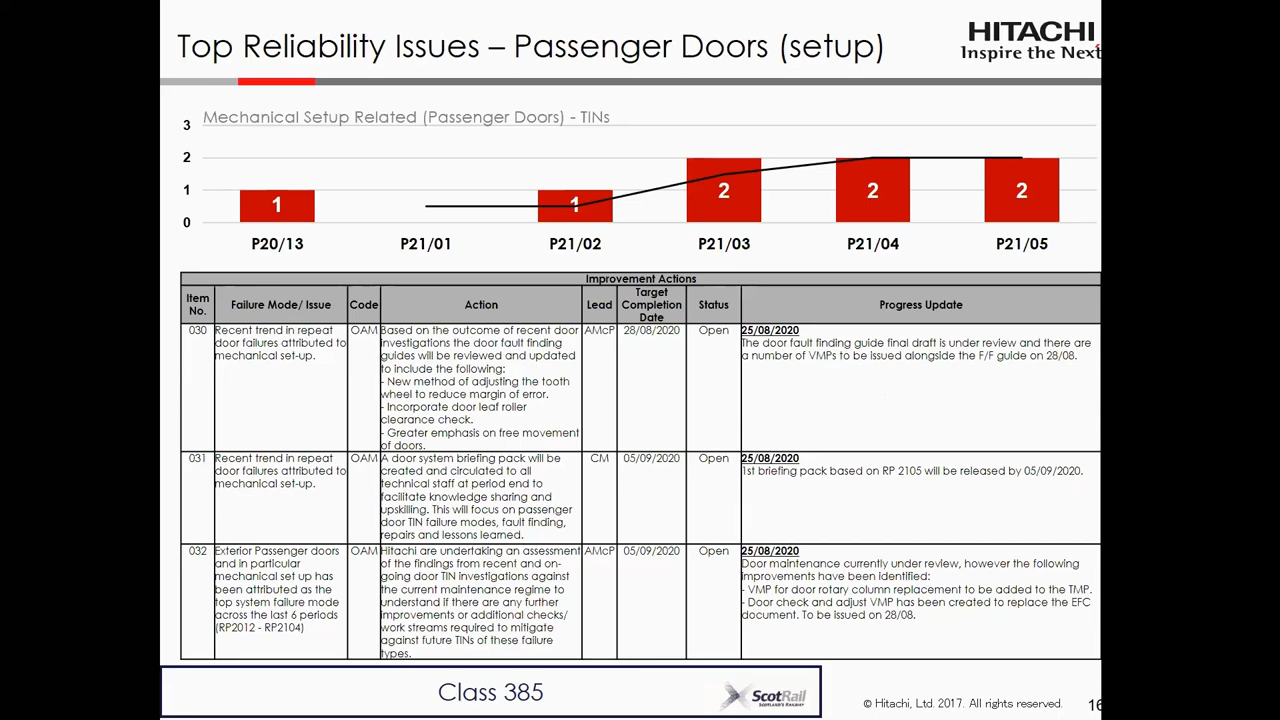 Top Reliability Issues – Passenger Doors (setup)
HITACHI
Inspire the Next
Mechanical Setup Related (Passenger Doors) - TINs
3
2
1
0
1
1
2
2
2
P20/13
P21/01
P21/02
P21/03
P21/04
P21/05
Improvement Actions
Item No.
Failure Mode/ Issue
Code
Action
Lead
Target Completion Date
Status
Progress Update
030
Recent trend in repeat
door failures attributed to
mechanical set-up.
OAM
Based on the outcome of recent door
investigations the door fault finding
guides will be reviewed and updated
to include the following:
- New method of adjusting the tooth
wheel to reduce margin of error.
- Incorporate door leaf roller
clearance check.
- Greater emphasis on free movement
of doors.
AMcP
28/08/2020
Open
25/08/2020
The door fault finding guide final draft is under review and there are
a number of VMPs to be issued alongside the F/F guide on 28/08.
031
Recent trend in repeat
door failures attributed to
mechanical set-up.
OAM
A door system briefing pack will be
created and circulated to all
technical staff at period end to
facilitate knowledge sharing and
upskilling. This will focus on passenger
door TIN failure modes, fault finding,
repairs and lessons learned.
CM
05/09/2020
Open
25/08/2020
1st briefing pack based on RP 2105 will be released by 05/09/2020.
032
Exterior Passenger doors
and in particular
mechanical set up has
been attributed as the
top system failure mode
across the last 6 periods
(RP2012 - RP2104)
OAM
Hitachi are undertaking an assessment
of the findings from recent and on-
going door TIN investigations against
the current maintenance regime to
understand if there are any further
improvements or additional checks/
work streams required to mitigate
against future TINs of these failure
types.
AMcP
05/09/2020
Open
25/08/2020
Door maintenance currently under review, however the following
improvements have been identified:
- VMP for door rotary column replacement to be added to the TMP.
- Door check and adjust VMP has been created to replace the EFC
document. To be issued on 28/08.
Class 385
ScotRail
SCOTLAND'S RAILWAY
© Hitachi, Ltd. 2017. All rights reserved.
16